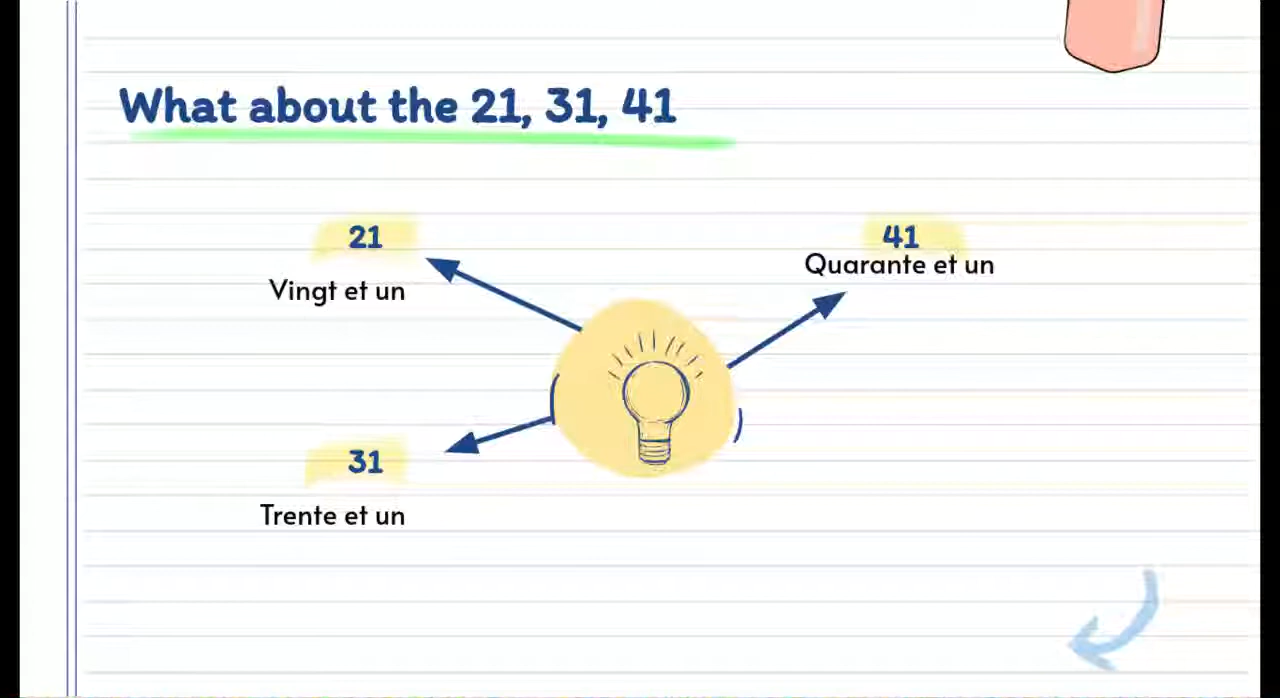 What about the 21, 31, 41
21
Vingt et un
41
Quarante et un
31
Trente et un